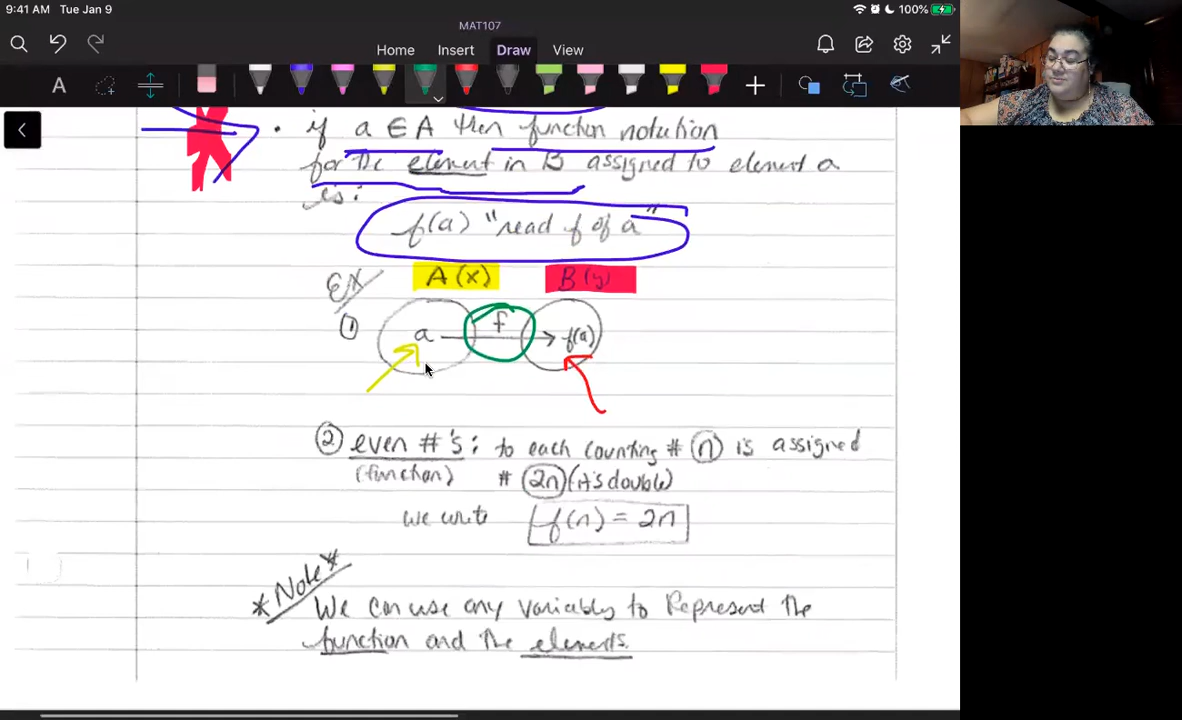 9:41 AM Tue Jan 9
100%
MAT107
Home Insert Draw View
A
• if a ∈ A then function notation
for the element in B assigned to element a
is:
f(a) "read f of a"
EX A (x) B (y)
① a f f(a)
② even #'s: to each counting # n is assigned
(function) # 2n (it's double)
we write f(n) = 2n
*Note*
We can use any variably to Represent the
function and the elements.